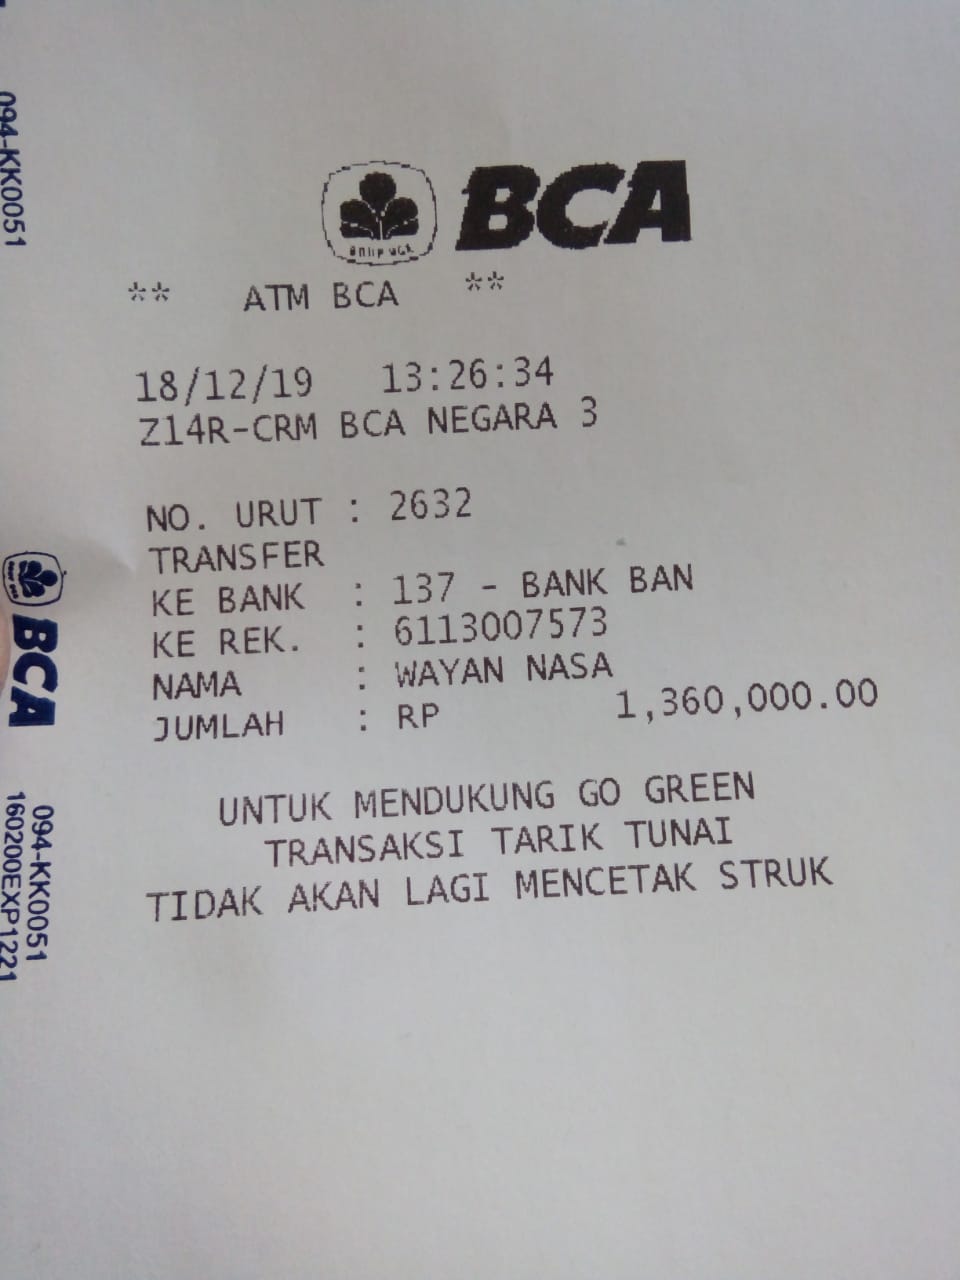 BCA
** ATM BCA **
18/12/19 13:26:34
Z14R-CRM BCA NEGARA 3
NO. URUT : 2632
TRANSFER
KE BANK : 137 - BANK BAN
KE REK. : 6113007573
NAMA : WAYAN NASA
JUMLAH : RP 1,360,000.00
UNTUK MENDUKUNG GO GREEN
TRANSAKSI TARIK TUNAI
TIDAK AKAN LAGI MENCETAK STRUK
094-KK0051
BCA
094-KK0051
160200EXP1221